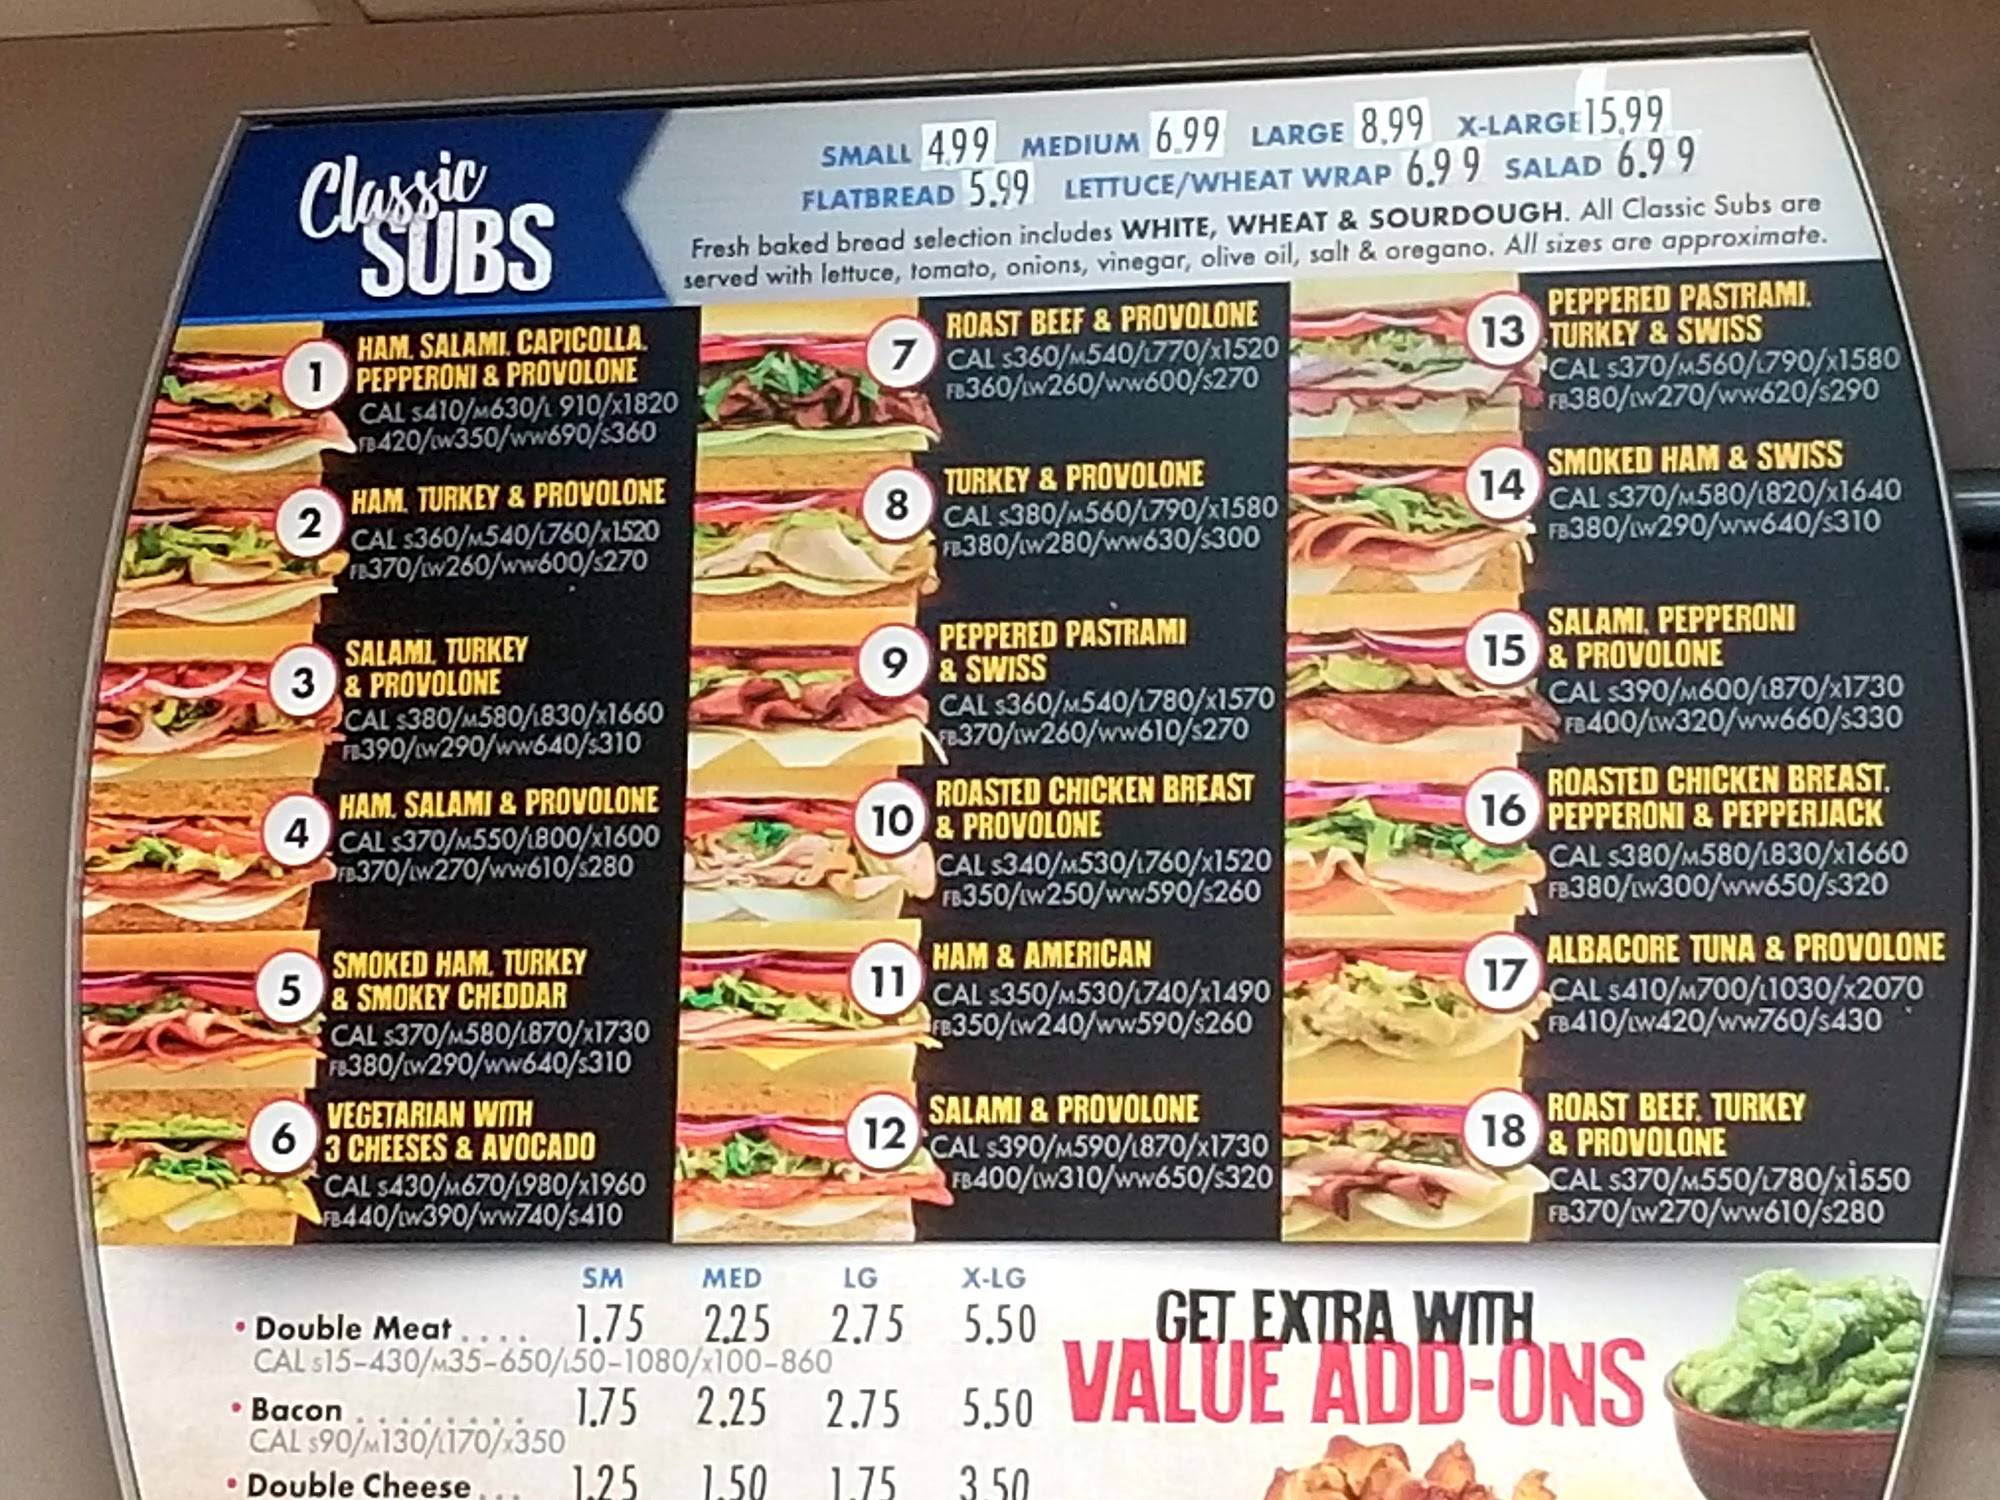 Classic
SUBS
SMALL 4.99 MEDIUM 6.99 LARGE 8.99 X-LARGE 15.99
FLATBREAD 5.99 LETTUCE/WHEAT WRAP 6.99 SALAD 6.99
Fresh baked bread selection includes WHITE, WHEAT & SOURDOUGH. All Classic Subs are
served with lettuce, tomato, onions, vinegar, olive oil, salt & oregano. All sizes are approximate.
1 HAM, SALAMI, CAPICOLLA,
PEPPERONI & PROVOLONE
CAL S410/M630/L910/X1820
FB420/LW350/WW690/S360
2 HAM, TURKEY & PROVOLONE
CAL S360/M540/L760/X1520
FB370/LW260/WW600/S270
3 SALAMI, TURKEY
& PROVOLONE
CAL S380/M580/L830/X1660
FB390/LW290/WW640/S310
4 HAM, SALAMI & PROVOLONE
CAL S370/M550/L800/X1600
FB370/LW270/WW610/S280
5 SMOKED HAM, TURKEY
& SMOKEY CHEDDAR
CAL S370/M580/L870/X1730
FB380/LW290/WW640/S310
6 VEGETARIAN WITH
3 CHEESES & AVOCADO
CAL S430/M670/L980/X1960
FB440/LW390/WW740/S410
7 ROAST BEEF & PROVOLONE
CAL S360/M540/L770/X1520
FB360/LW260/WW600/S270
8 TURKEY & PROVOLONE
CAL S380/M560/L790/X1580
FB380/LW280/WW630/S300
9 PEPPERED PASTRAMI
& SWISS
CAL S360/M540/L780/X1570
FB370/LW260/WW610/S270
10 ROASTED CHICKEN BREAST
& PROVOLONE
CAL S340/M530/L760/X1520
FB350/LW250/WW590/S260
11 HAM & AMERICAN
CAL S350/M530/L740/X1490
FB350/LW240/WW590/S260
12 SALAMI & PROVOLONE
CAL S390/M590/L870/X1730
FB400/LW310/WW650/S320
13 PEPPERED PASTRAMI,
TURKEY & SWISS
CAL S370/M560/L790/X1580
FB380/LW270/WW620/S290
14 SMOKED HAM & SWISS
CAL S370/M580/L820/X1640
FB380/LW290/WW640/S310
15 SALAMI, PEPPERONI
& PROVOLONE
CAL S390/M600/L870/X1730
FB400/LW320/WW660/S330
16 ROASTED CHICKEN BREAST,
PEPPERONI & PEPPERJACK
CAL S380/M580/L830/X1660
FB380/LW300/WW650/S320
17 ALBACORE TUNA & PROVOLONE
CAL S410/M700/L1030/X2070
FB410/LW420/WW760/S430
18 ROAST BEEF, TURKEY
& PROVOLONE
CAL S370/M550/L780/X1550
FB370/LW270/WW610/S280
SM MED LG X-LG
• Double Meat .... 1.75 2.25 2.75 5.50
CAL S15-430/M35-650/L50-1080/X100-860
• Bacon ........ 1.75 2.25 2.75 5.50
CAL S90/M130/L170/X350
• Double Cheese ... 1.25 1.50 1.75 3.50
GET EXTRA WITH
VALUE ADD-ONS